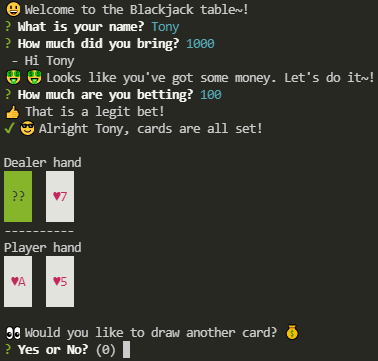 😃 Welcome to the Blackjack table~!
? What is your name? Tony
? How much did you bring? 1000
- Hi Tony
🤑 🤑 Looks like you've got some money. Let's do it~!
? How much are you betting? 100
👍 That is a legit bet!
✔ 😎 Alright Tony, cards are all set!
Dealer hand
?? ♥7
----------
Player hand
♥A ♥5
👀 Would you like to draw another card? 💰
? Yes or No? (0)